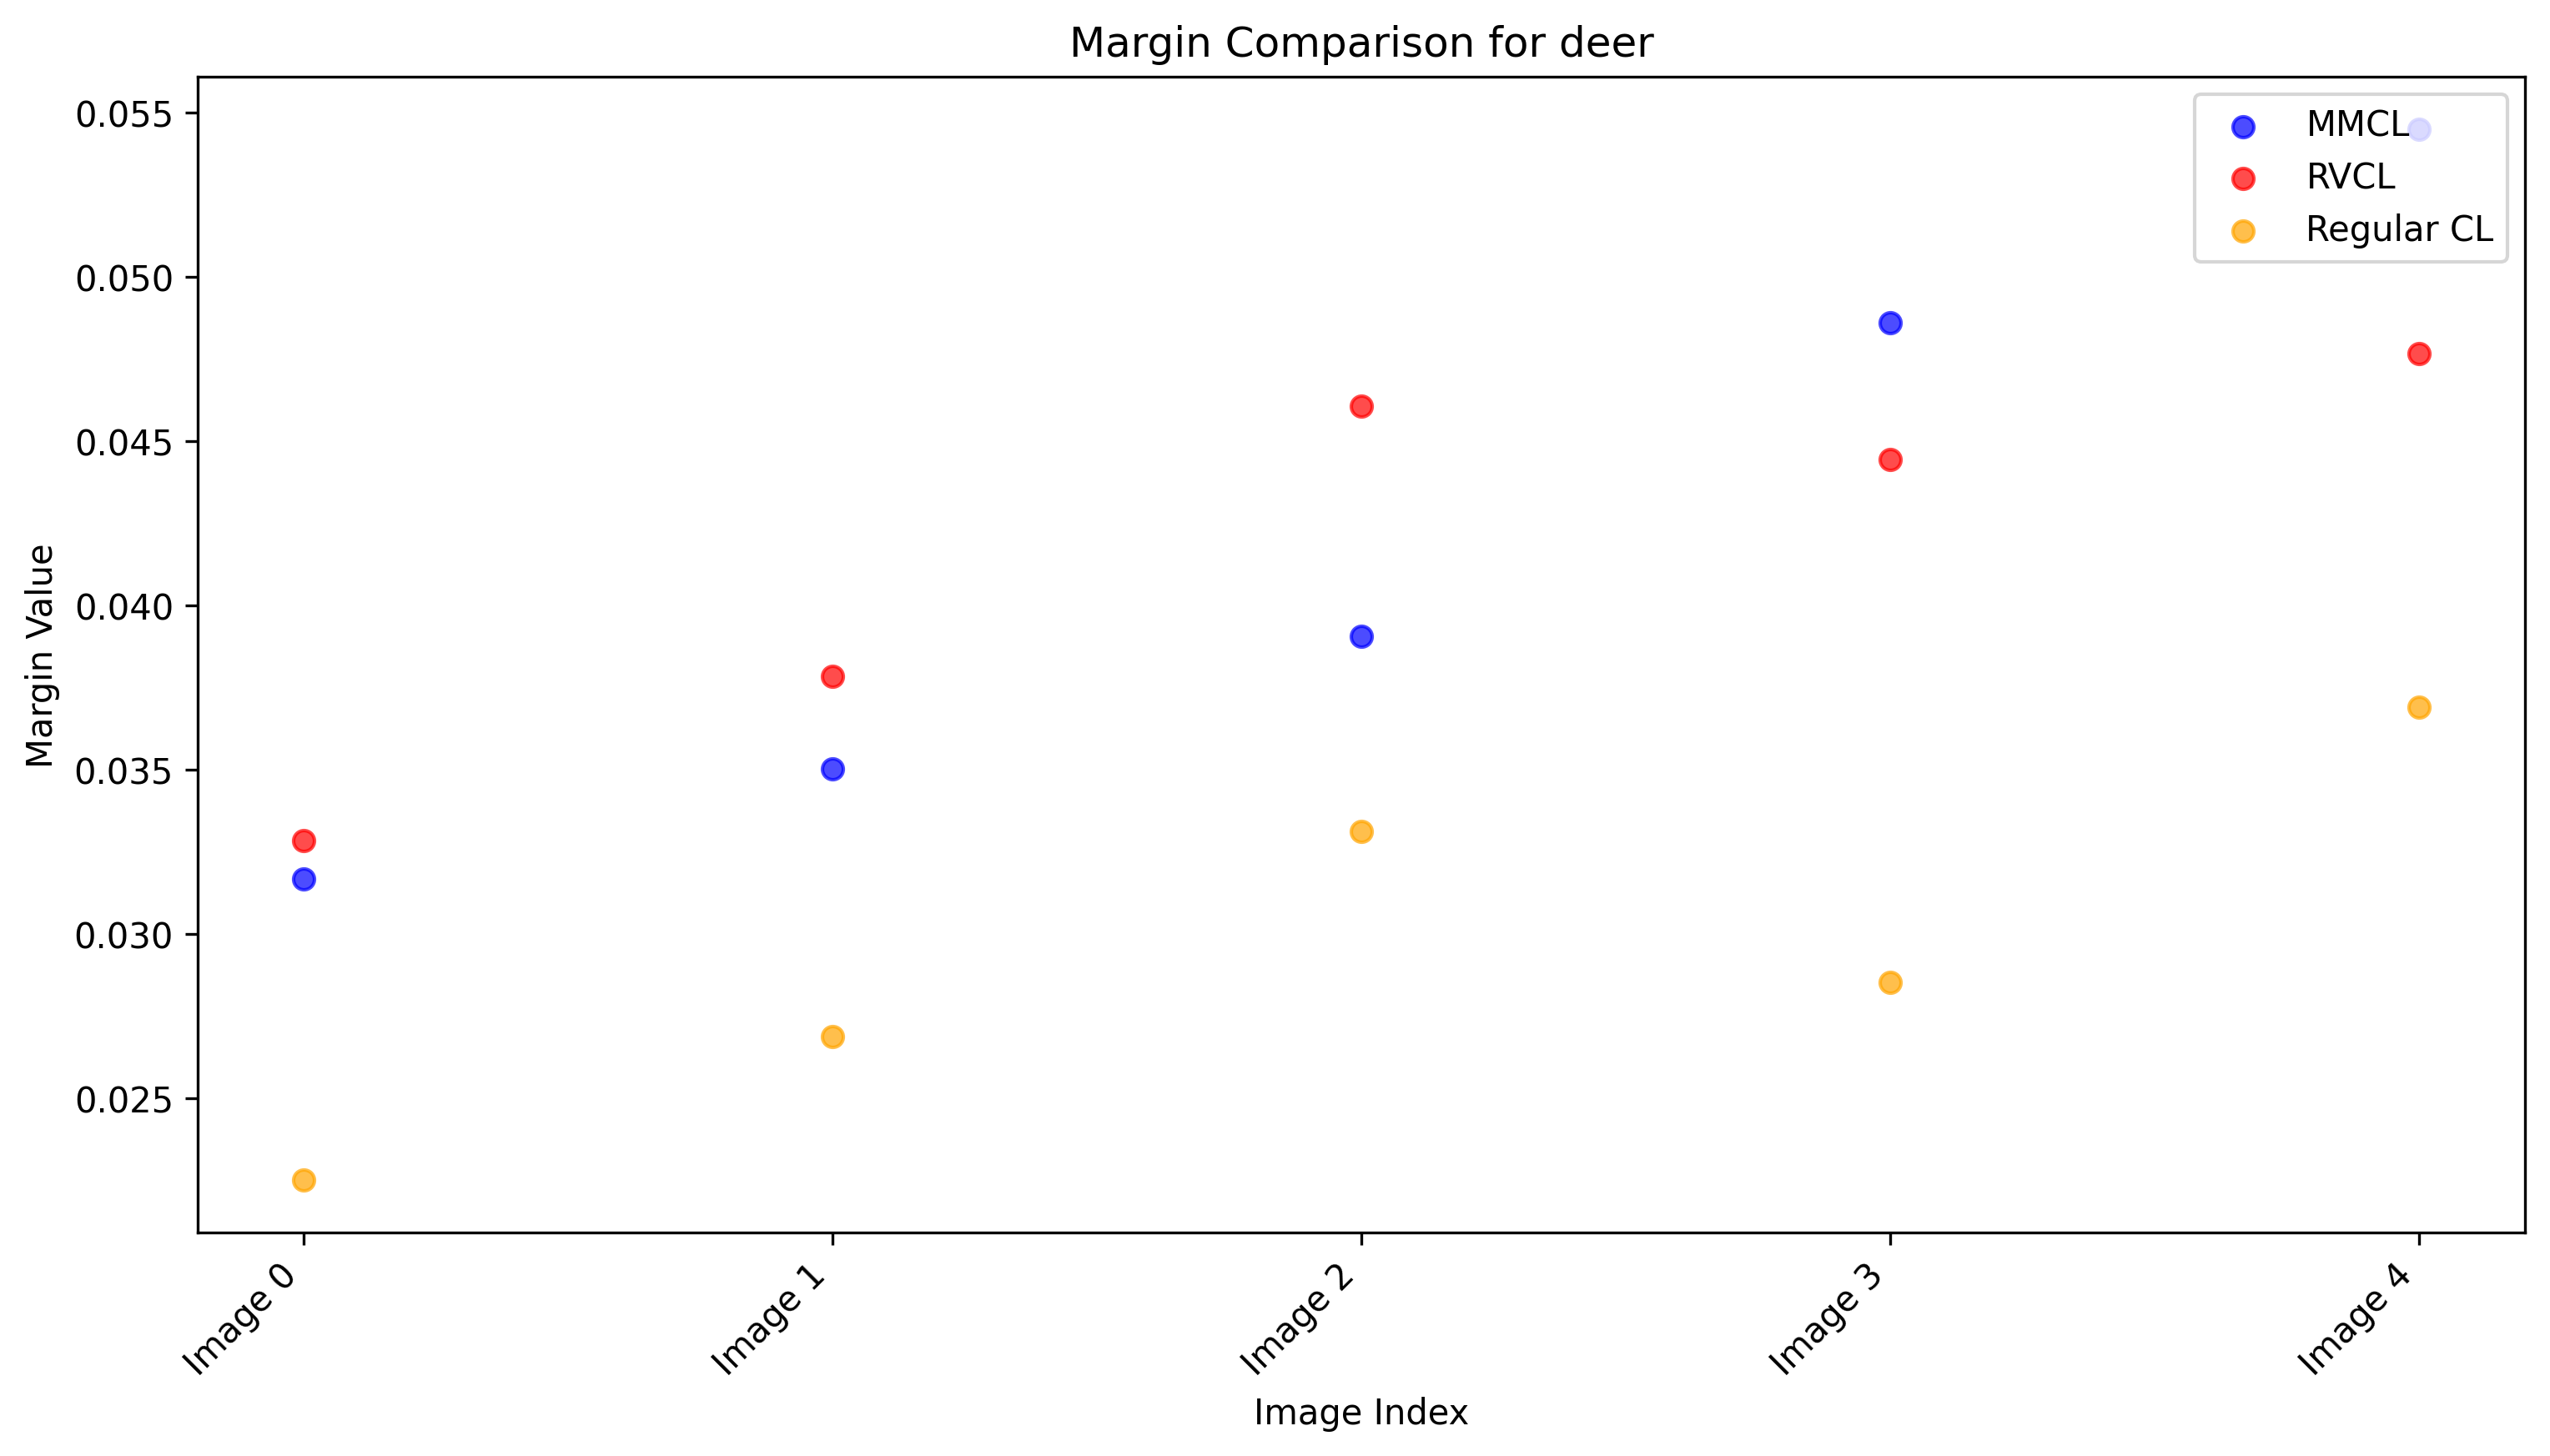 Margin Comparison for deer
MMCL
RVCL
Regular CL
Margin Value
0.055
0.050
0.045
0.040
0.035
0.030
0.025
Image 0
Image 1
Image 2
Image 3
Image 4
Image Index